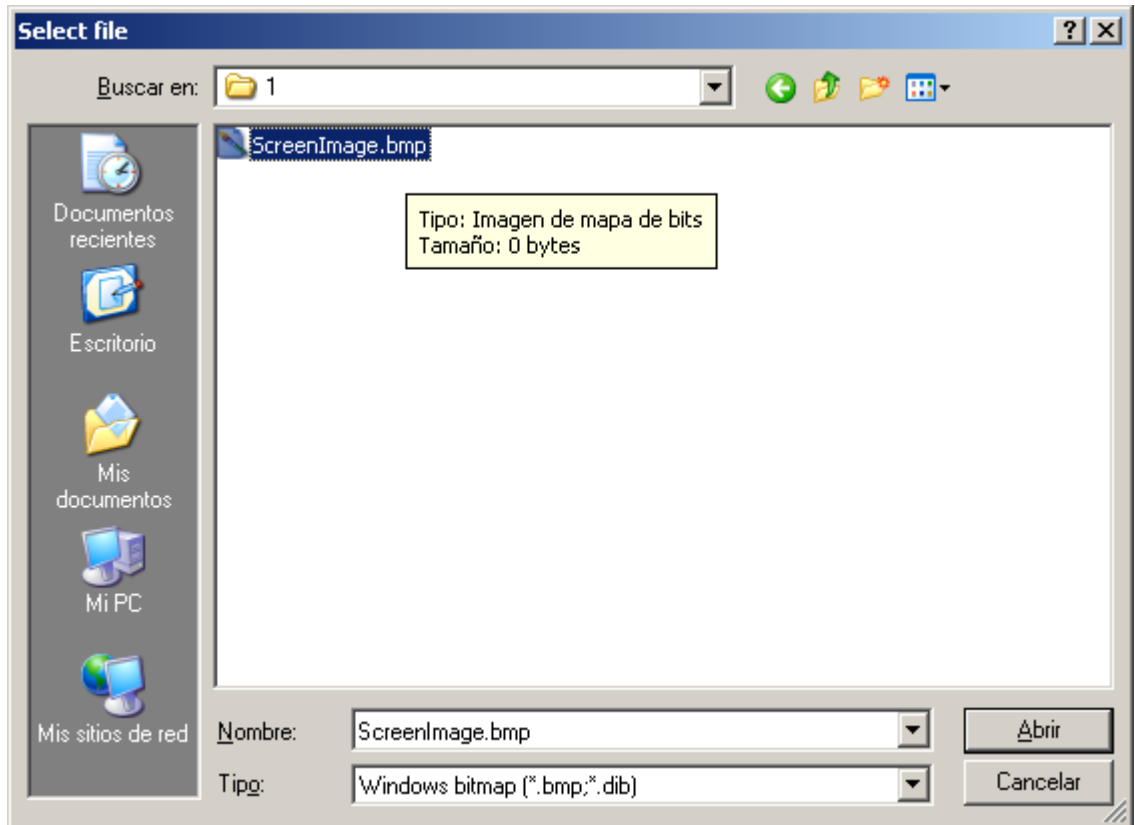 Select file
Buscar en:
1
ScreenImage.bmp
Tipo: Imagen de mapa de bits
Tamaño: 0 bytes
Documentos
recientes
Escritorio
Mis
documentos
Mi PC
Mis sitios de red
Nombre:
ScreenImage.bmp
Abrir
Tipo:
Windows bitmap (*.bmp;*.dib)
Cancelar